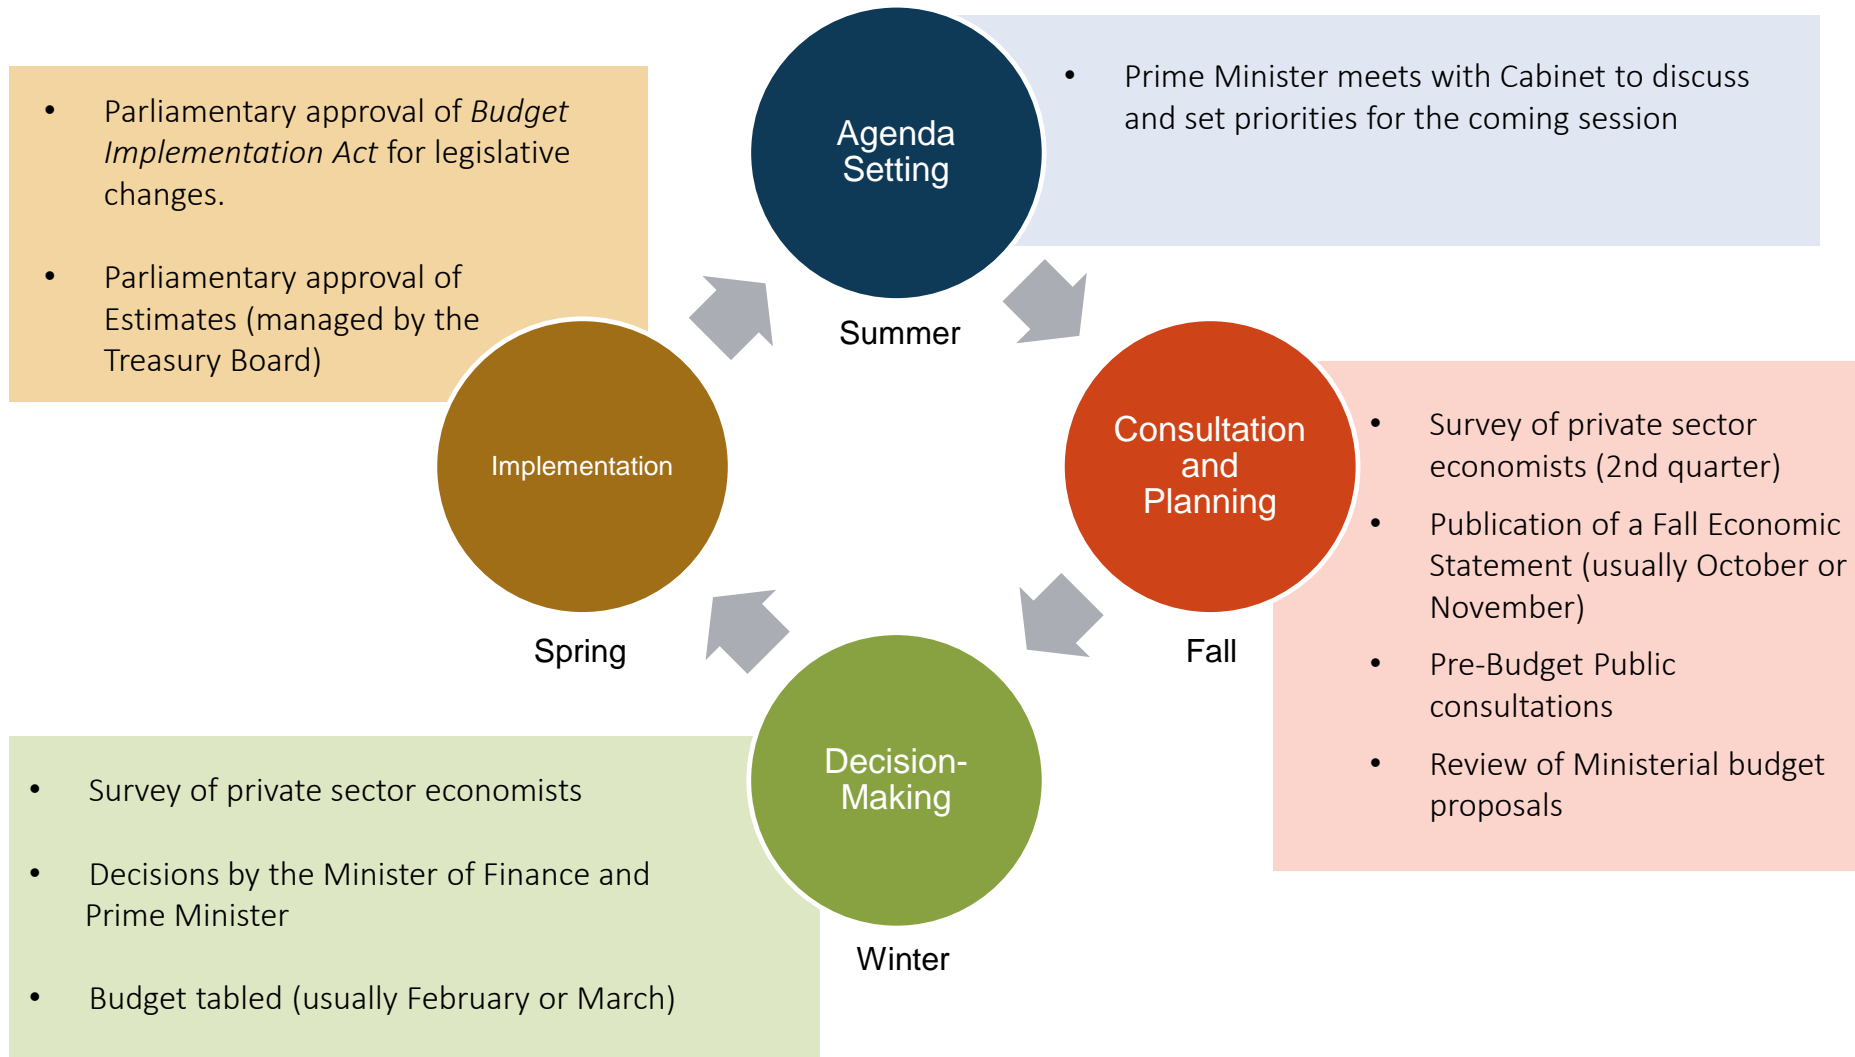 Agenda
Setting
Summer
• Prime Minister meets with Cabinet to discuss
and set priorities for the coming session
Consultation
and
Planning
Fall
• Survey of private sector
economists (2nd quarter)
• Publication of a Fall Economic
Statement (usually October or
November)
• Pre-Budget Public
consultations
• Review of Ministerial budget
proposals
Decision-
Making
Winter
• Survey of private sector economists
• Decisions by the Minister of Finance and
Prime Minister
• Budget tabled (usually February or March)
Implementation
Spring
• Parliamentary approval of Budget
Implementation Act for legislative
changes.
• Parliamentary approval of
Estimates (managed by the
Treasury Board)